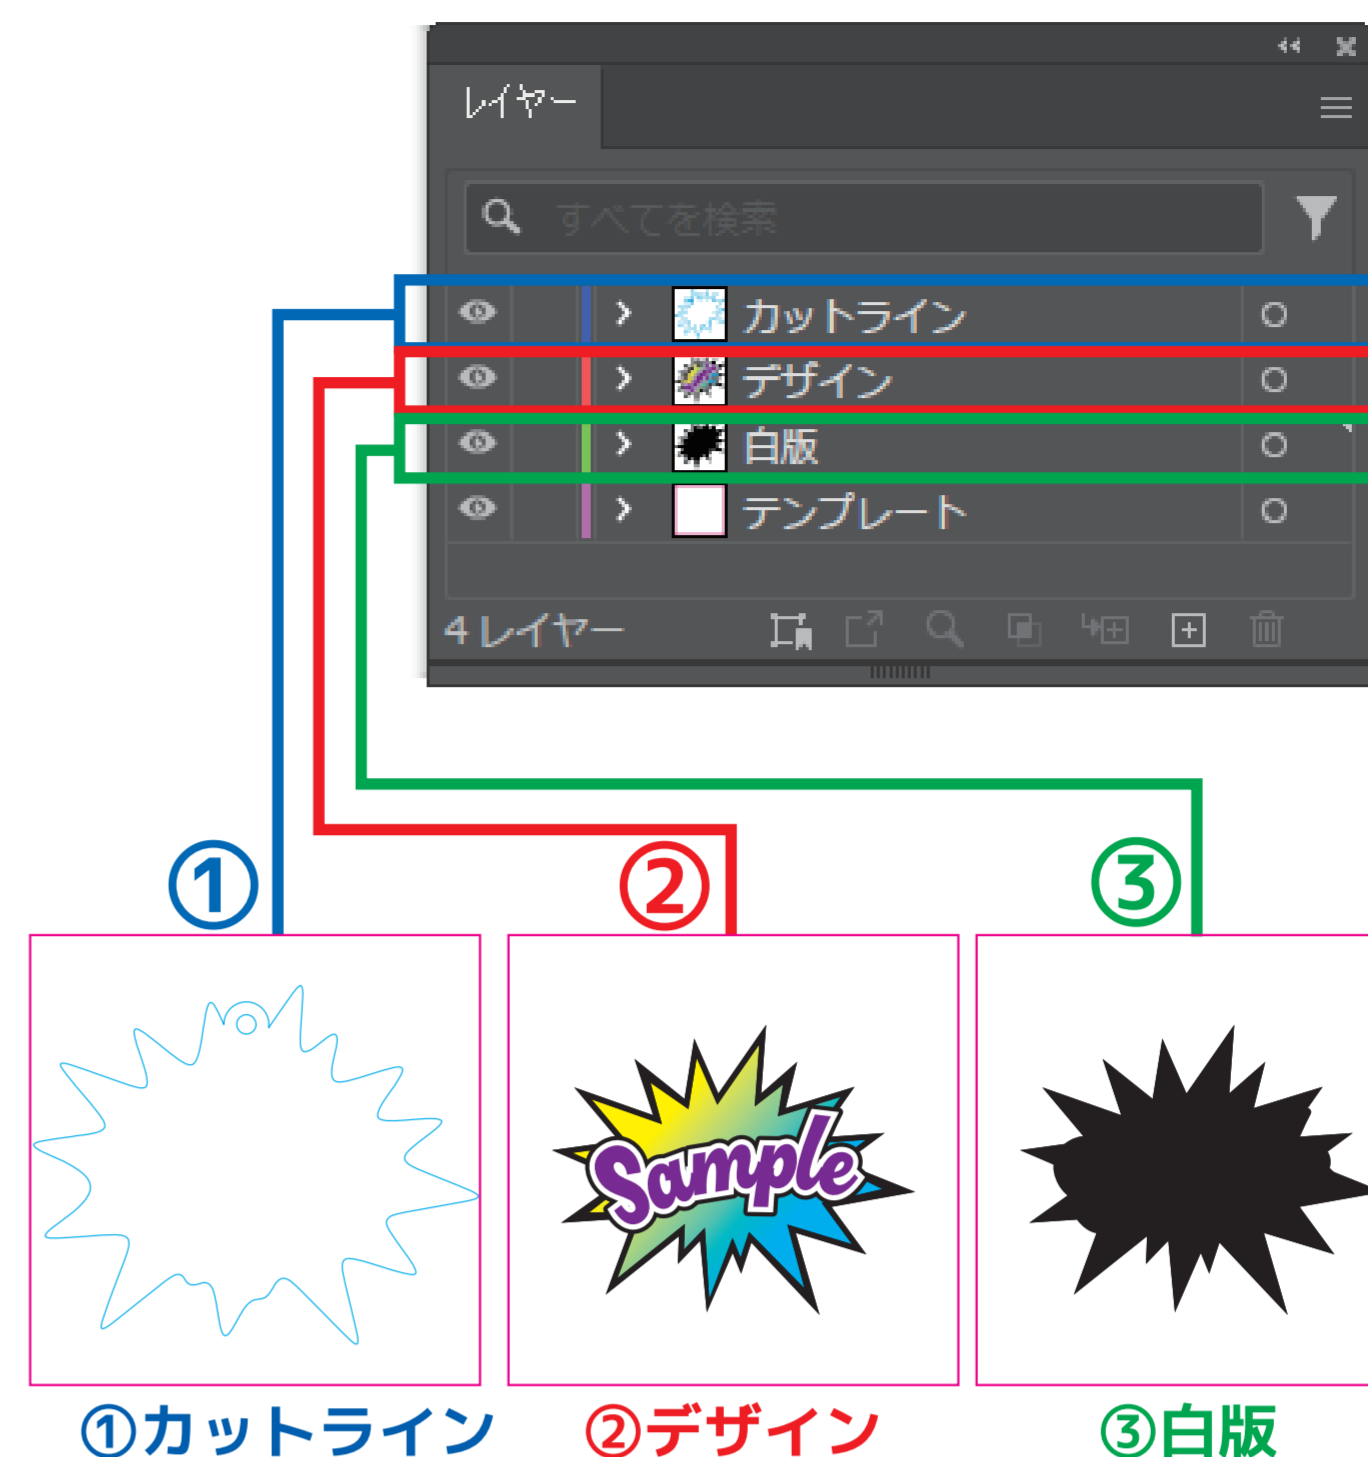 レイヤー
すべてを検索
カットライン
デザイン
白版
テンプレート
4 レイヤー
① ② ③
Sample
①カットライン ②デザイン ③白版